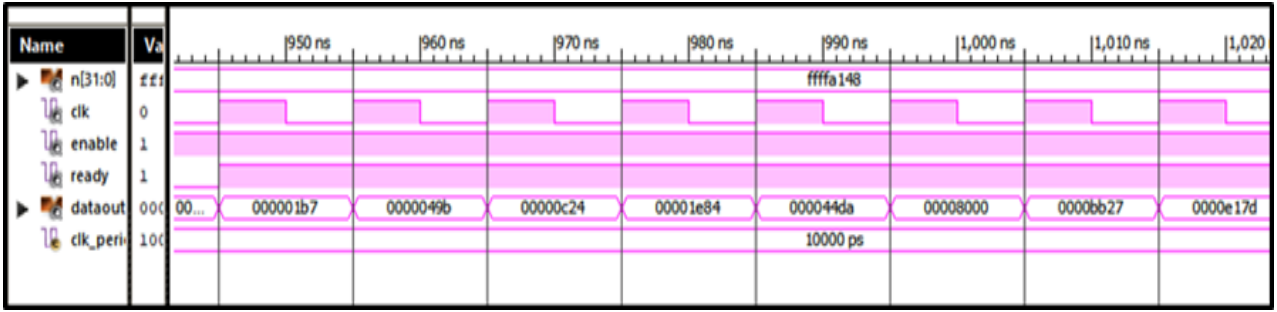 Name Va 950 ns 960 ns 970 ns 980 ns 990 ns 1,000 ns 1,010 ns 1,020
n[31:0] fff ffffa148
clk 0
enable 1
ready 1
dataout 000 00... 000001b7 0000049b 00000c24 00001e84 000044da 00008000 0000bb27 0000e17d
clk_peri 100 10000 ps